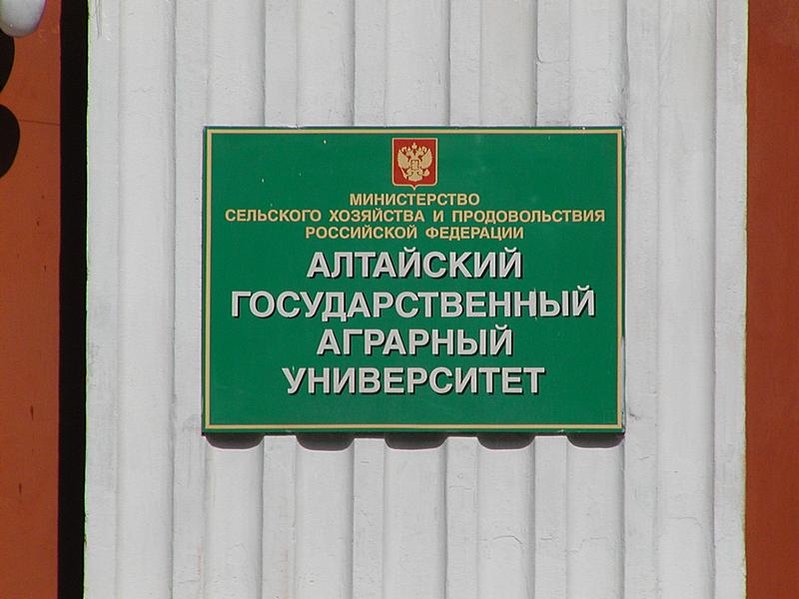 МИНИСТЕРСТВО
СЕЛЬСКОГО ХОЗЯЙСТВА И ПРОДОВОЛЬСТВИЯ
РОССИЙСКОЙ ФЕДЕРАЦИИ
АЛТАЙСКИЙ
ГОСУДАРСТВЕННЫЙ
АГРАРНЫЙ
УНИВЕРСИТЕТ